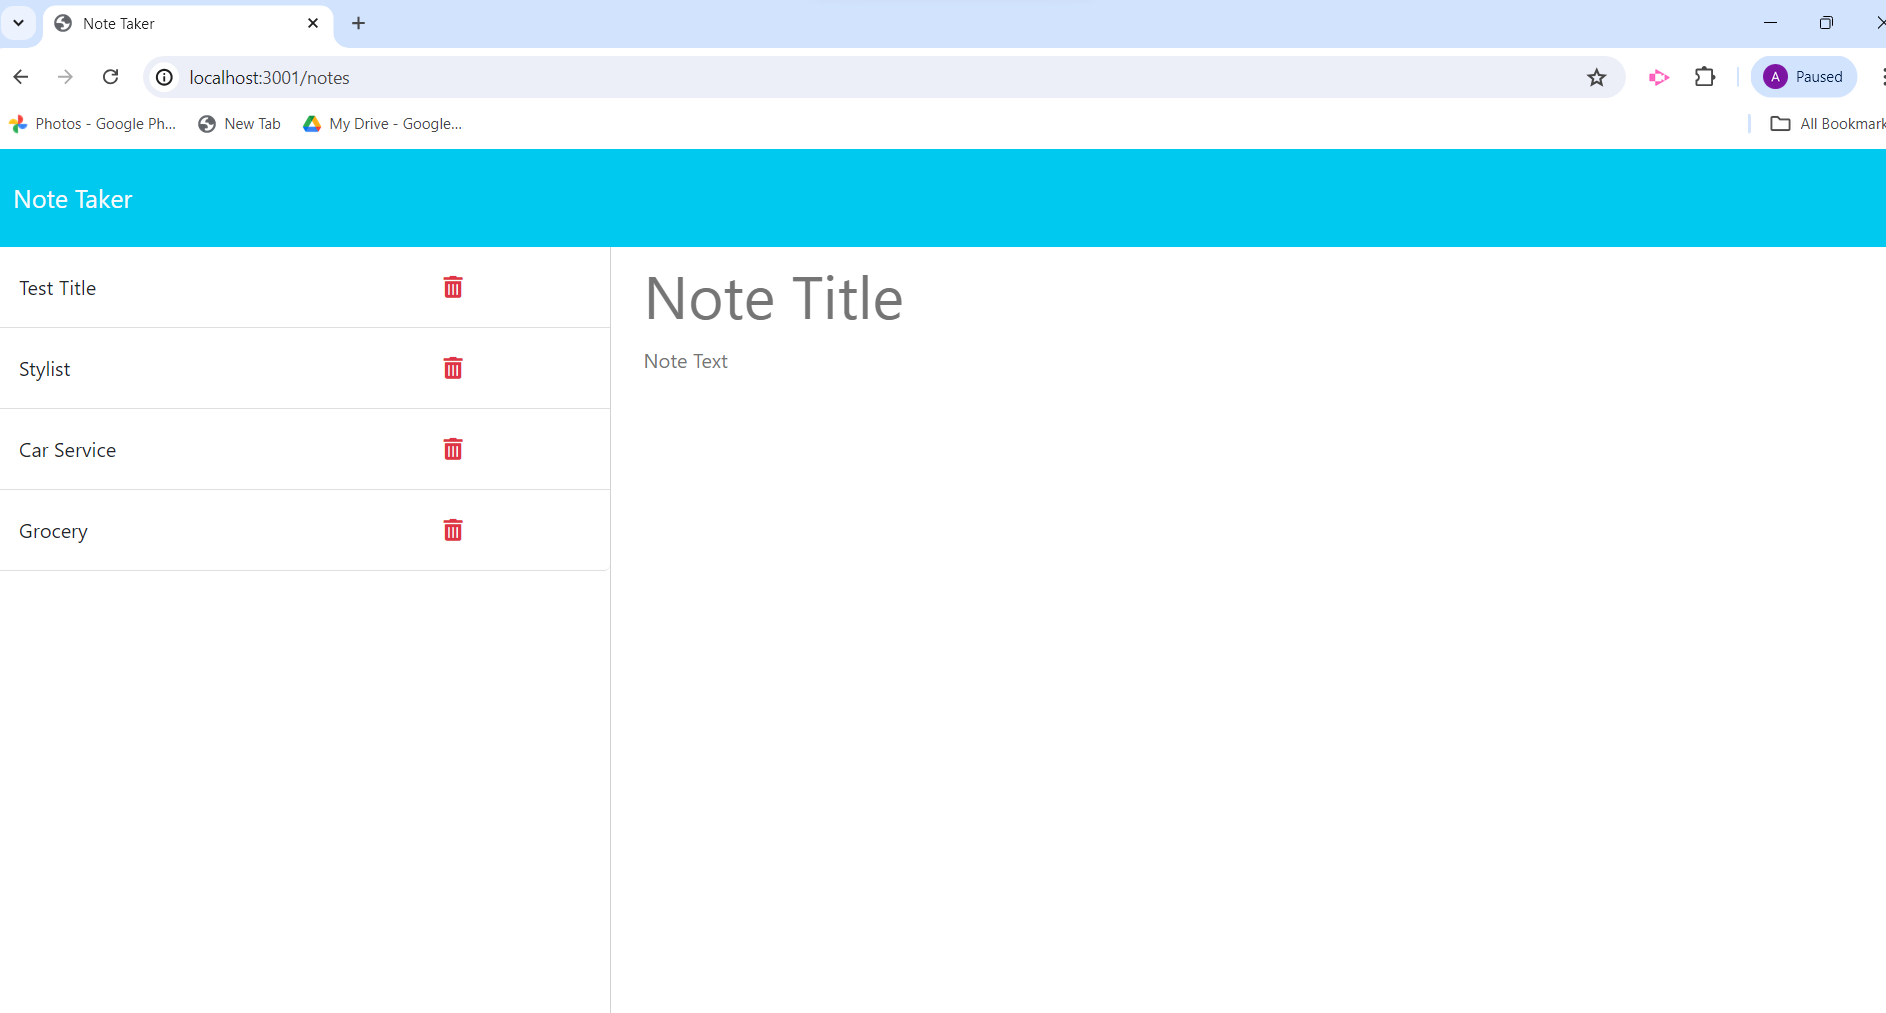 Note Taker
localhost:3001/notes
A Paused
Photos - Google Ph... New Tab My Drive - Google... All Bookmark
Note Taker
Test Title
Stylist
Car Service
Grocery
Note Title
Note Text